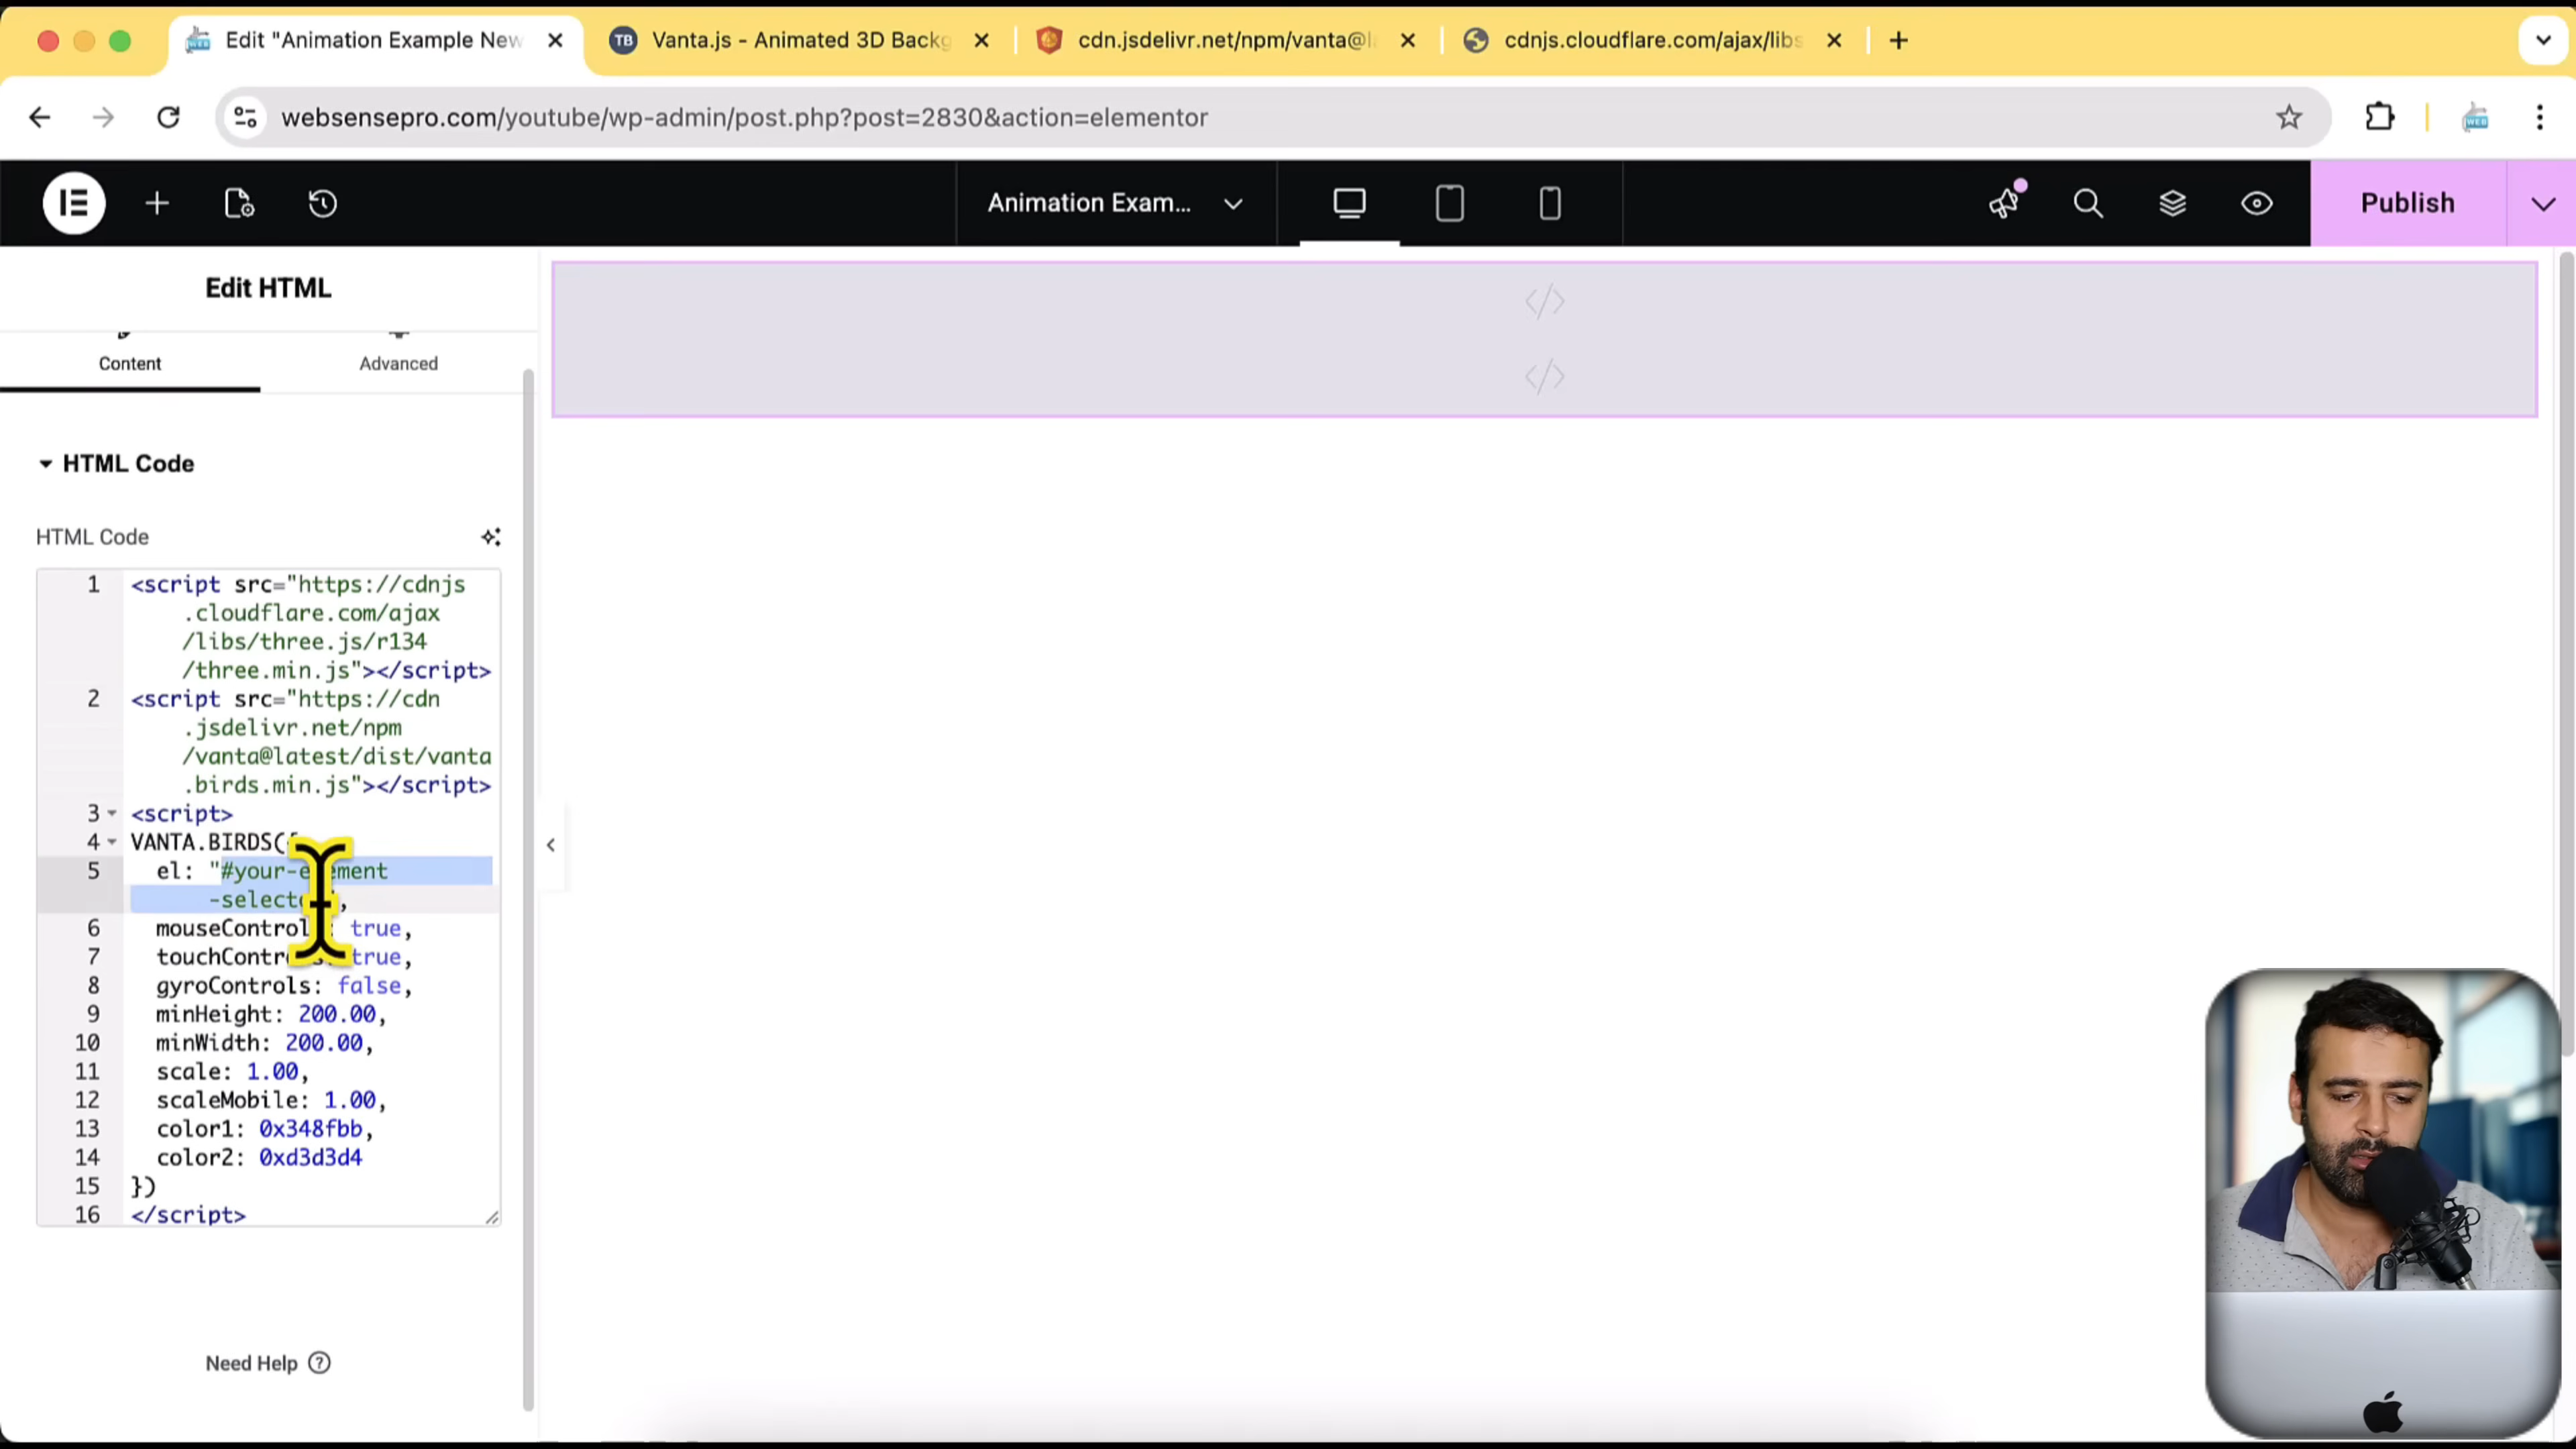 Edit "Animation Example New
Vanta.js - Animated 3D Backg
cdn.jsdelivr.net/npm/vanta@l
cdnjs.cloudflare.com/ajax/libs
websensepro.com/youtube/wp-admin/post.php?post=2830&action=elementor
WEB
Animation Exam...
Publish
Edit HTML
Content
Advanced
HTML Code
HTML Code
1 <script src="https://cdnjs
.cloudflare.com/ajax
/libs/three.js/r134
/three.min.js"></script>
2 <script src="https://cdn
.jsdelivr.net/npm
/vanta@latest/dist/vanta
.birds.min.js"></script>
3 <script>
4 VANTA.BIRDS({
5 el: "#your-element
-selector",
6 mouseControls: true,
7 touchControls: true,
8 gyroControls: false,
9 minHeight: 200.00,
10 minWidth: 200.00,
11 scale: 1.00,
12 scaleMobile: 1.00,
13 color1: 0x348fbb,
14 color2: 0xd3d3d4
15 })
16 </script>
Need Help